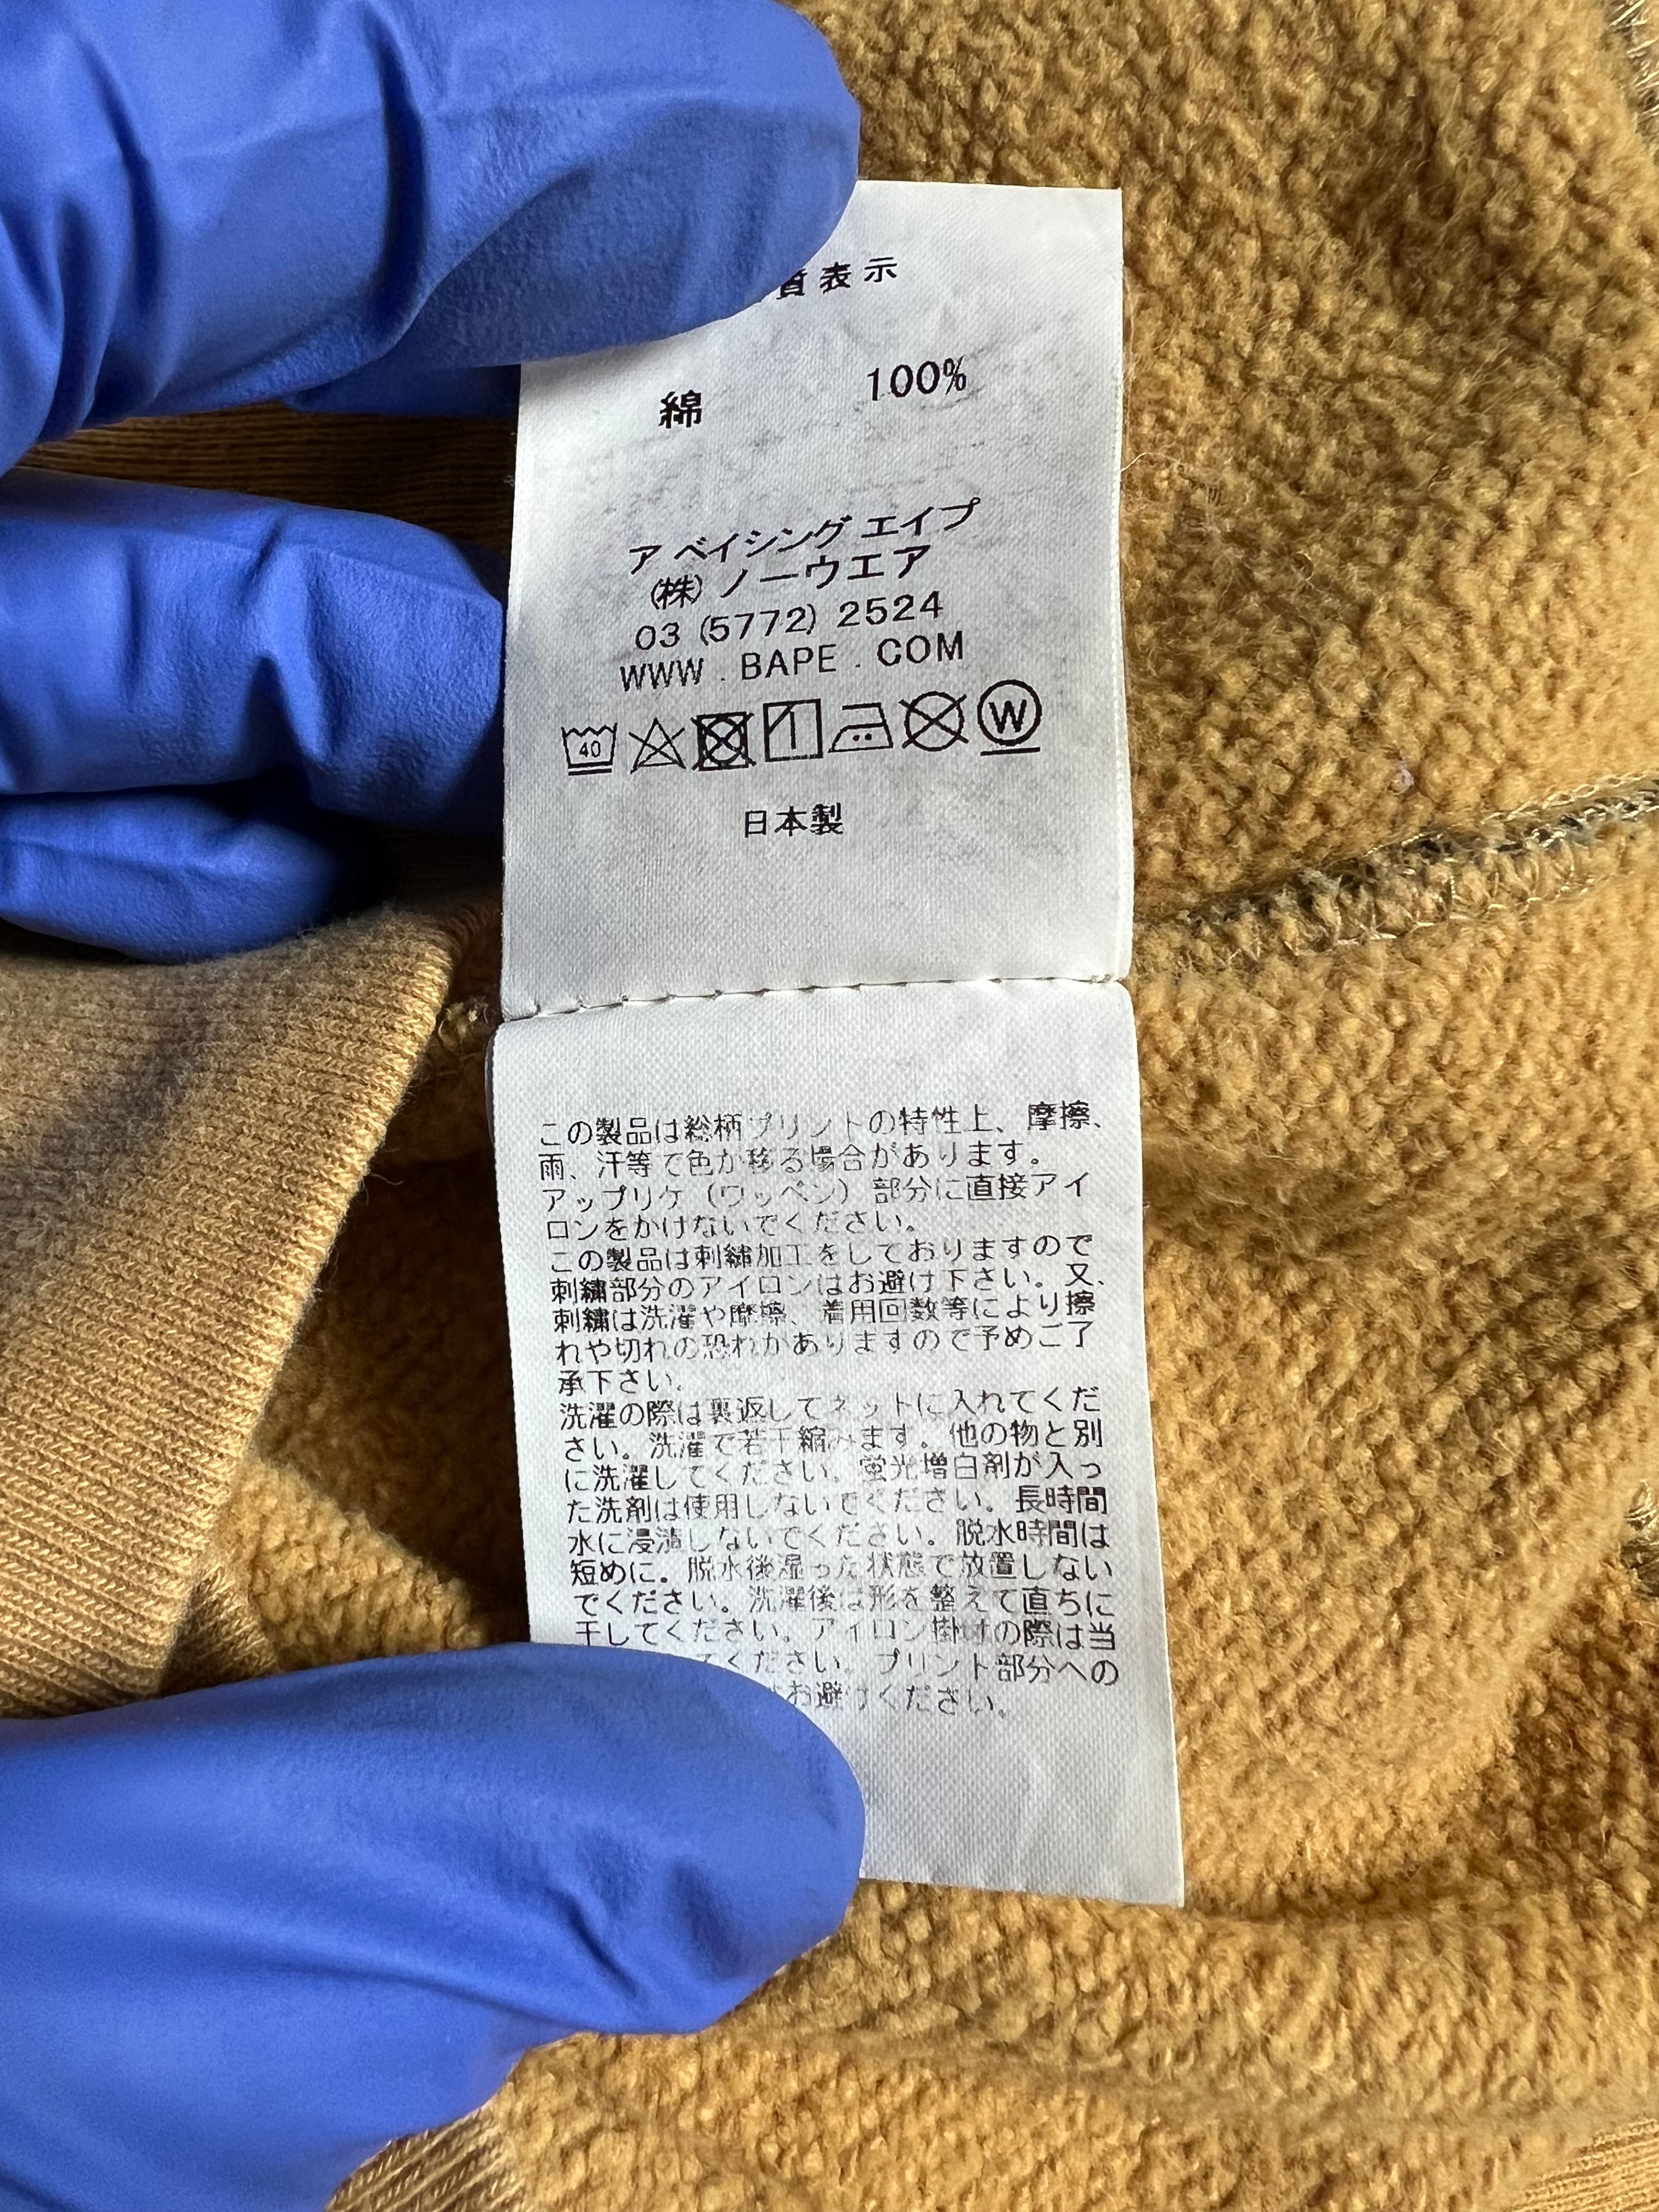 質表示
綿 100%
ア ベイシング エイプ
(株) ノーウエア
03 (5772) 2524
WWW . BAPE . COM
40 W
日本製
この製品は総柄プリントの特性上、摩擦、
雨、汗等で色が移る場合があります。
アップリケ（ワッペン）部分に直接アイ
ロンをかけないでください。
この製品は刺繍加工をしておりますので
刺繍部分のアイロンはお避け下さい。又、
刺繍は洗濯や摩擦、着用回数等により擦
れや切れの恐れがありますので予めご了
承下さい。
洗濯の際は裏返してネットに入れてくだ
さい。洗濯で若干縮みます。他の物と別
に洗濯してください。蛍光増白剤が入っ
た洗剤は使用しないでください。長時間
水に浸漬しないでください。脱水時間は
短めに。脱水後湿った状態で放置しない
でください。洗濯後は形を整えて直ちに
干してください。アイロン掛けの際は当
てください。プリント部分への
お避けください。